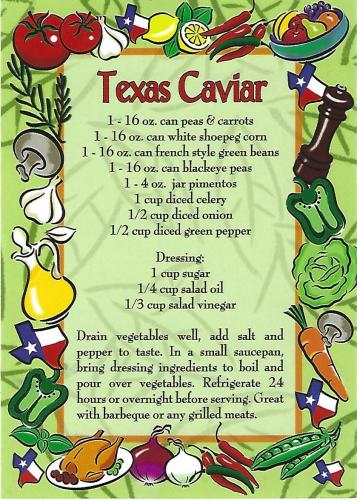 Texas Caviar
1 - 16 oz. can peas & carrots
1 - 16 oz. can white shoepeg corn
1 - 16 oz. can french style green beans
1 - 16 oz. can blackeye peas
1 - 4 oz. jar pimentos
1 cup diced celery
1/2 cup diced onion
1/2 cup diced green pepper
Dressing:
1 cup sugar
1/4 cup salad oil
1/3 cup salad vinegar
Drain vegetables well, add salt and
pepper to taste. In a small saucepan,
bring dressing ingredients to boil and
pour over vegetables. Refrigerate 24
hours or overnight before serving. Great
with barbeque or any grilled meats.